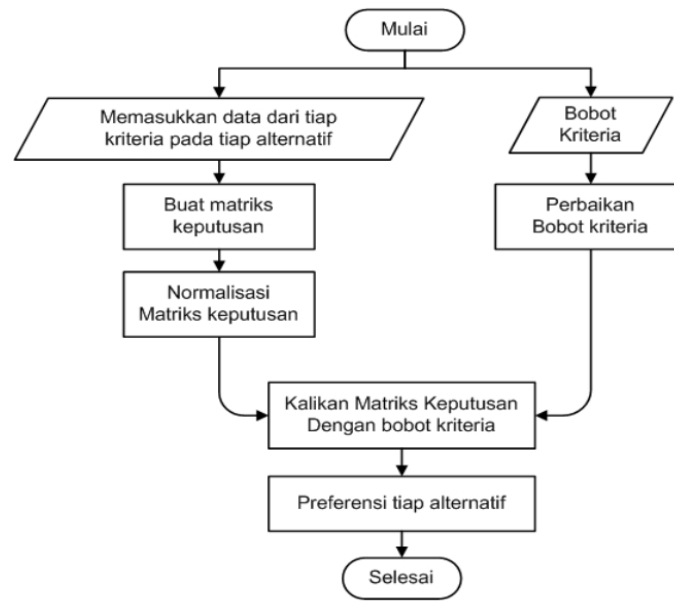 Mulai
Memasukkan data dari tiap
kriteria pada tiap alternatif
Bobot
Kriteria
Buat matriks
keputusan
Perbaikan
Bobot kriteria
Normalisasi
Matriks keputusan
Kalikan Matriks Keputusan
Dengan bobot kriteria
Preferensi tiap alternatif
Selesai